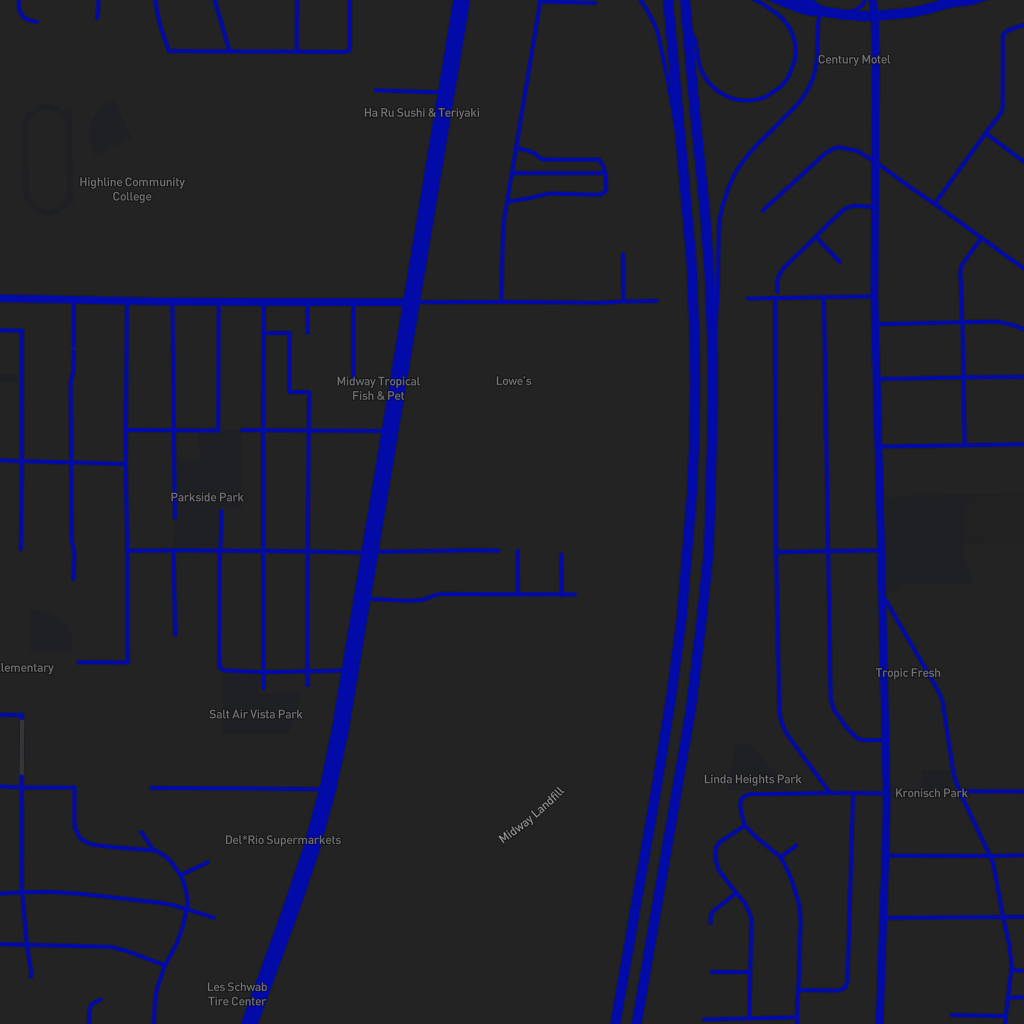 Century Motel
Ha Ru Sushi & Teriyaki
Highline Community
College
Midway Tropical
Fish & Pet
Lowe's
Parkside Park
lementary
Tropic Fresh
Salt Air Vista Park
Linda Heights Park
Kronisch Park
Midway Landfill
Del*Rio Supermarkets
Les Schwab
Tire Center